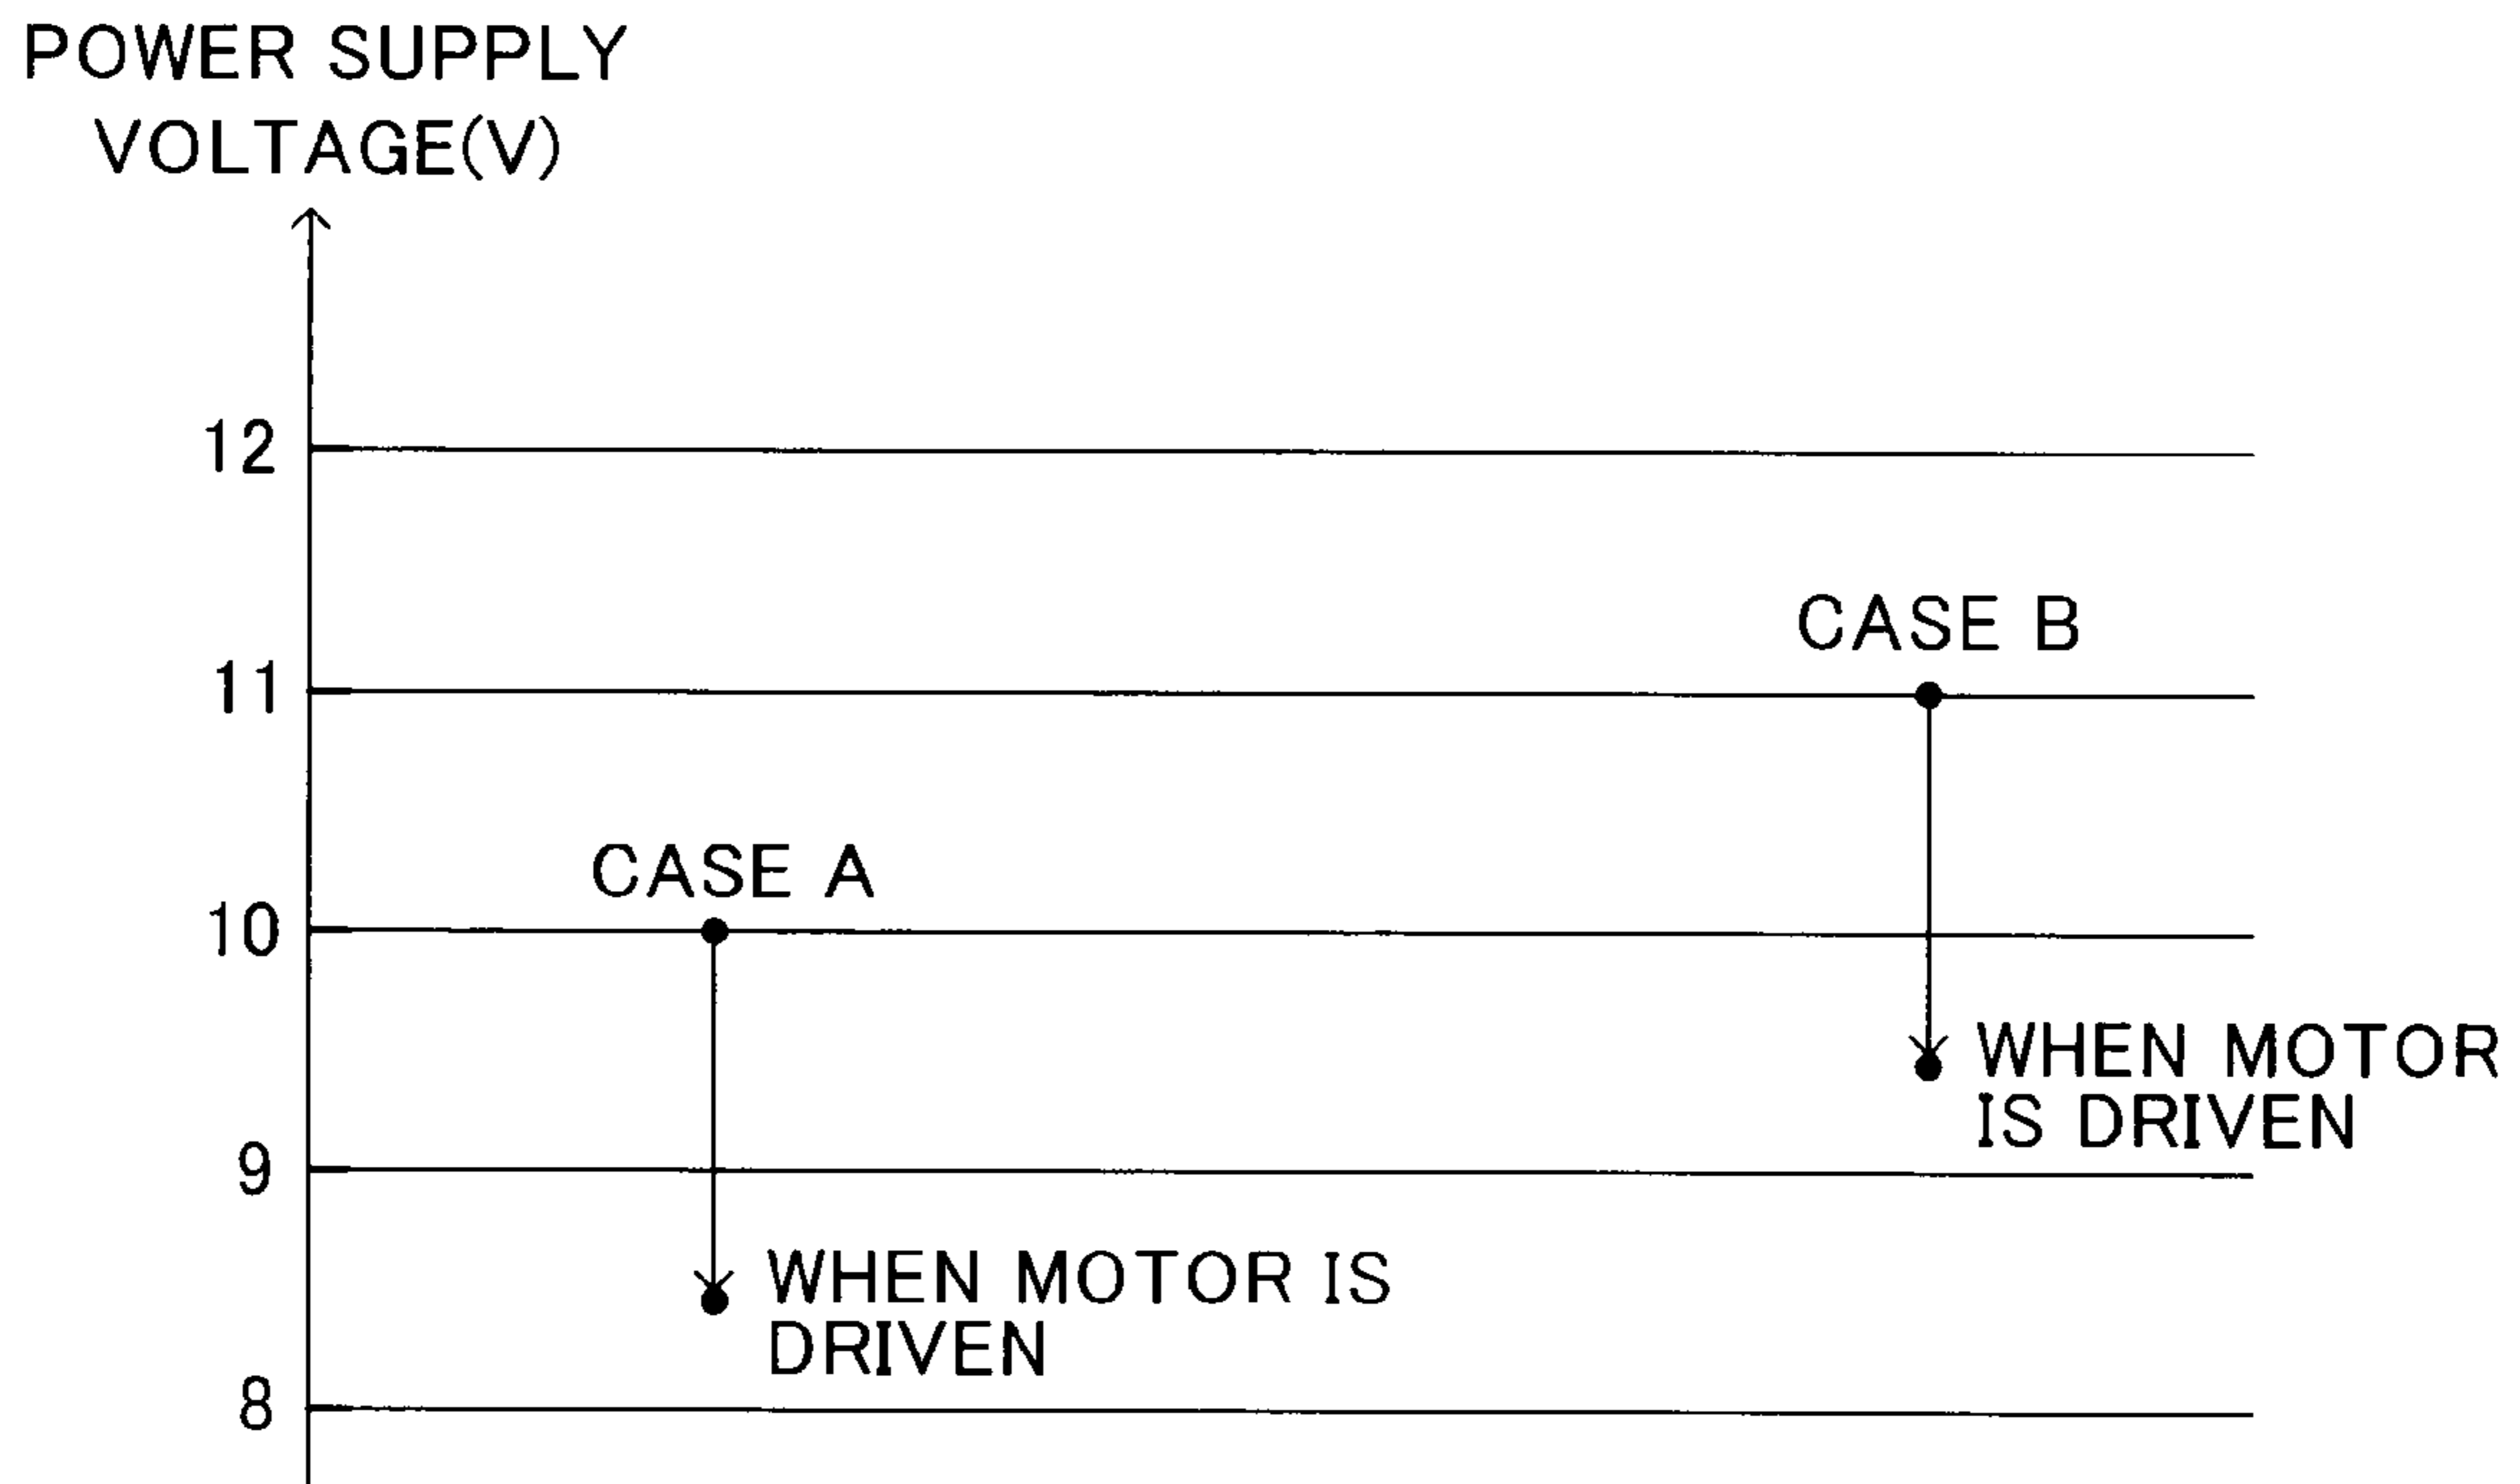 POWER SUPPLY
VOLTAGE(V)
12
CASE B
11
CASE A
10
WHEN MOTOR
IS DRIVEN
9
WHEN MOTOR IS
DRIVEN
8